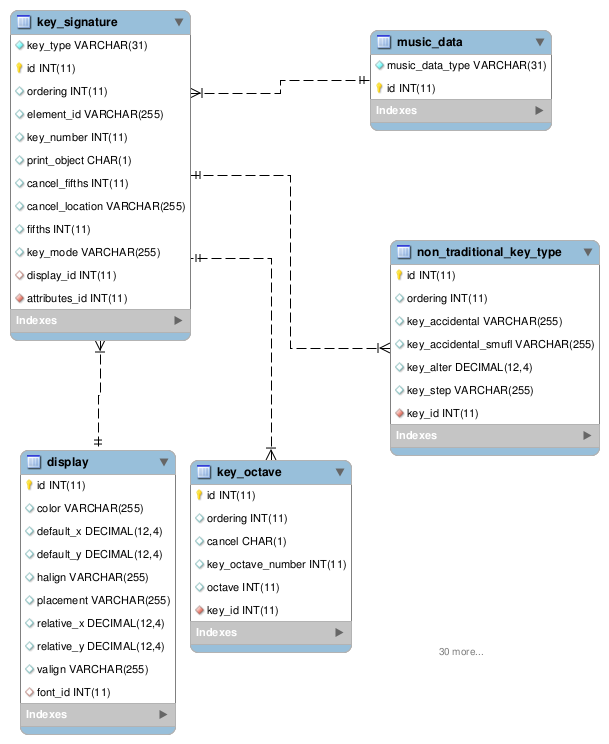 key_signature
key_type VARCHAR(31)
id INT(11)
ordering INT(11)
element_id VARCHAR(255)
key_number INT(11)
print_object CHAR(1)
cancel_fifths INT(11)
cancel_location VARCHAR(255)
fifths INT(11)
key_mode VARCHAR(255)
display_id INT(11)
attributes_id INT(11)
Indexes
music_data
music_data_type VARCHAR(31)
id INT(11)
Indexes
non_traditional_key_type
id INT(11)
ordering INT(11)
key_accidental VARCHAR(255)
key_accidental_smufl VARCHAR(255)
key_alter DECIMAL(12,4)
key_step VARCHAR(255)
key_id INT(11)
Indexes
display
id INT(11)
color VARCHAR(255)
default_x DECIMAL(12,4)
default_y DECIMAL(12,4)
halign VARCHAR(255)
placement VARCHAR(255)
relative_x DECIMAL(12,4)
relative_y DECIMAL(12,4)
valign VARCHAR(255)
font_id INT(11)
Indexes
key_octave
id INT(11)
ordering INT(11)
cancel CHAR(1)
key_octave_number INT(11)
octave INT(11)
key_id INT(11)
Indexes
30 more...